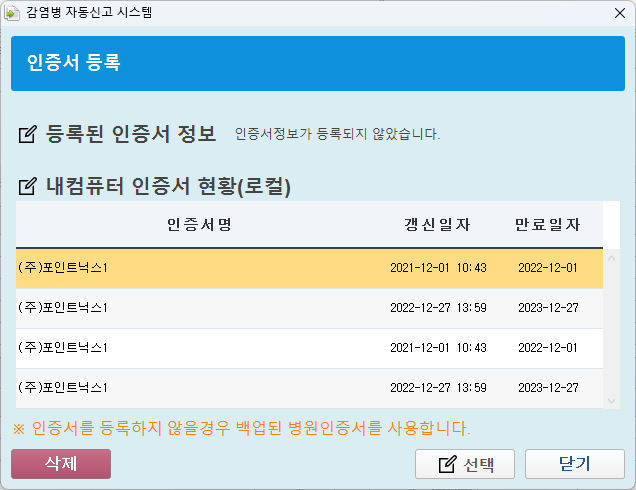 감염병 자동신고 시스템
인증서 등록
등록된 인증서 정보 인증서정보가 등록되지 않았습니다.
내컴퓨터 인증서 현황(로컬)
인증서명 갱신일자 만료일자
(주)포인트닉스1 2021-12-01 10:43 2022-12-01
(주)포인트닉스1 2022-12-27 13:59 2023-12-27
(주)포인트닉스1 2021-12-01 10:43 2022-12-01
(주)포인트닉스1 2022-12-27 13:59 2023-12-27
※ 인증서를 등록하지 않을경우 백업된 병원인증서를 사용합니다.
삭제 선택 닫기